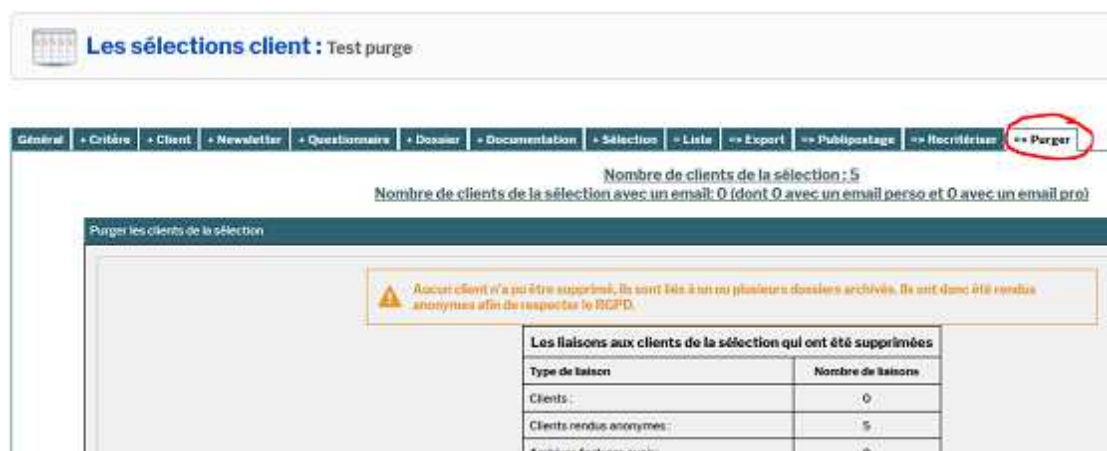 Les sélections client : Test purge
Général + Critère + Client + Newsletter + Questionnaire + Dossier + Documentation + Sélection = Liste => Export => Publipostage => Recritériser => Purger
Nombre de clients de la sélection : 5
Nombre de clients de la sélection avec un email: 0 (dont 0 avec un email perso et 0 avec un email pro)
Purger les clients de la sélection
Aucun client n'a pu être supprimé, ils sont liés à un ou plusieurs dossiers archivés. Ils ont donc été rendus
anonymes afin de respecter le RGPD.
Les liaisons aux clients de la sélection qui ont été supprimées
Type de liaison Nombre de liaisons
Clients : 0
Clients rendus anonymes : 5